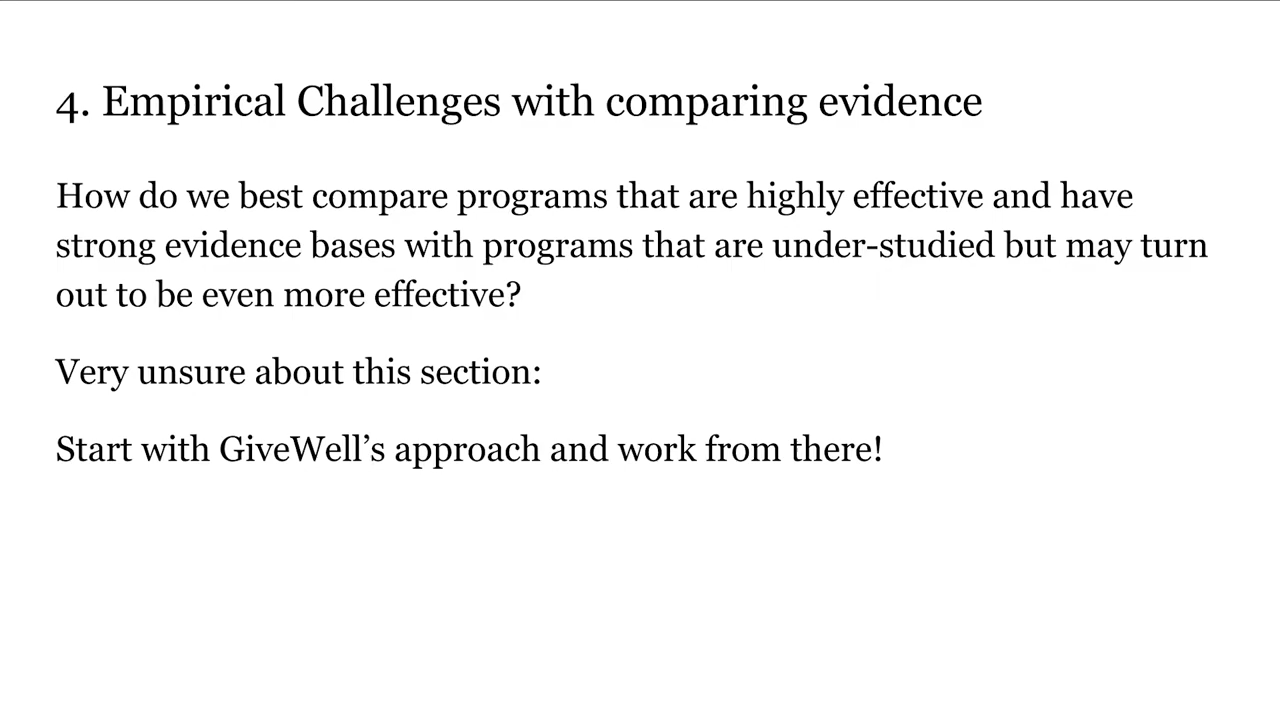 4. Empirical Challenges with comparing evidence
How do we best compare programs that are highly effective and have
strong evidence bases with programs that are under-studied but may turn
out to be even more effective?
Very unsure about this section:
Start with GiveWell’s approach and work from there!